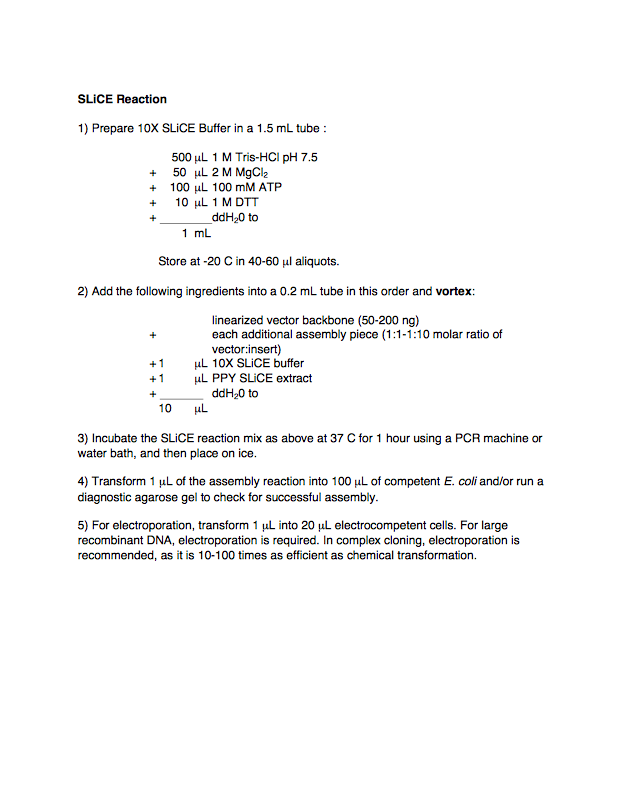 SLiCE Reaction
1) Prepare 10X SLiCE Buffer in a 1.5 mL tube :
500 µL 1 M Tris-HCl pH 7.5
+ 50 µL 2 M MgCl₂
+ 100 µL 100 mM ATP
+ 10 µL 1 M DTT
+ ________ddH₂0 to
1 mL
Store at -20 C in 40-60 µl aliquots.
2) Add the following ingredients into a 0.2 mL tube in this order and vortex:
linearized vector backbone (50-200 ng)
+ each additional assembly piece (1:1-1:10 molar ratio of
vector:insert)
+ 1 µL 10X SLiCE buffer
+ 1 µL PPY SLiCE extract
+ _______ ddH₂0 to
10 µL
3) Incubate the SLiCE reaction mix as above at 37 C for 1 hour using a PCR machine or
water bath, and then place on ice.
4) Transform 1 µL of the assembly reaction into 100 µL of competent E. coli and/or run a
diagnostic agarose gel to check for successful assembly.
5) For electroporation, transform 1 µL into 20 µL electrocompetent cells. For large
recombinant DNA, electroporation is required. In complex cloning, electroporation is
recommended, as it is 10-100 times as efficient as chemical transformation.